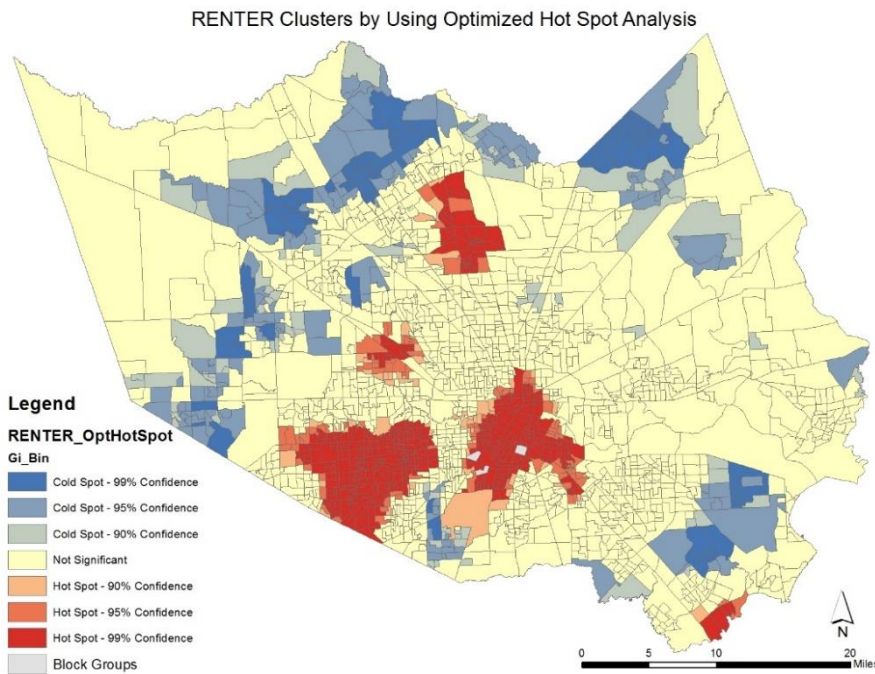 RENTER Clusters by Using Optimized Hot Spot Analysis
Legend
RENTER_OptHotSpot
Gi_Bin
Cold Spot - 99% Confidence
Cold Spot - 95% Confidence
Cold Spot - 90% Confidence
Not Significant
Hot Spot - 90% Confidence
Hot Spot - 95% Confidence
Hot Spot - 99% Confidence
Block Groups
N
0 5 10 20
Miles